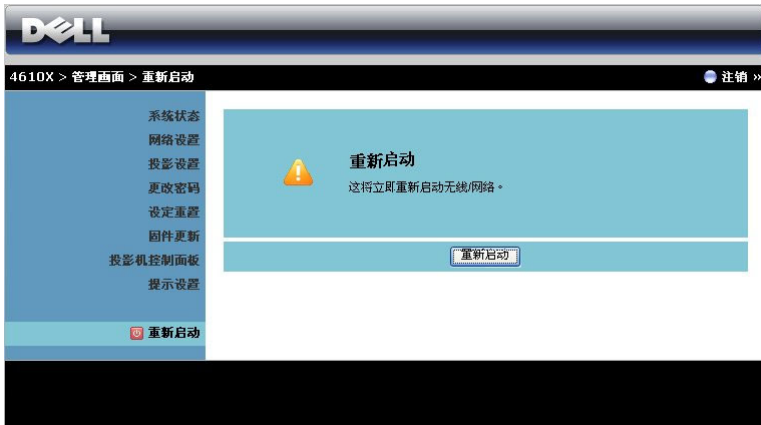 DELL
4610X > 管理画面 > 重新启动
注销 »
系统状态
网络设置
投影设置
更改密码
设定重置
固件更新
投影机控制面板
提示设置
重新启动
重新启动
这将立即重新启动无线/网络。
重新启动